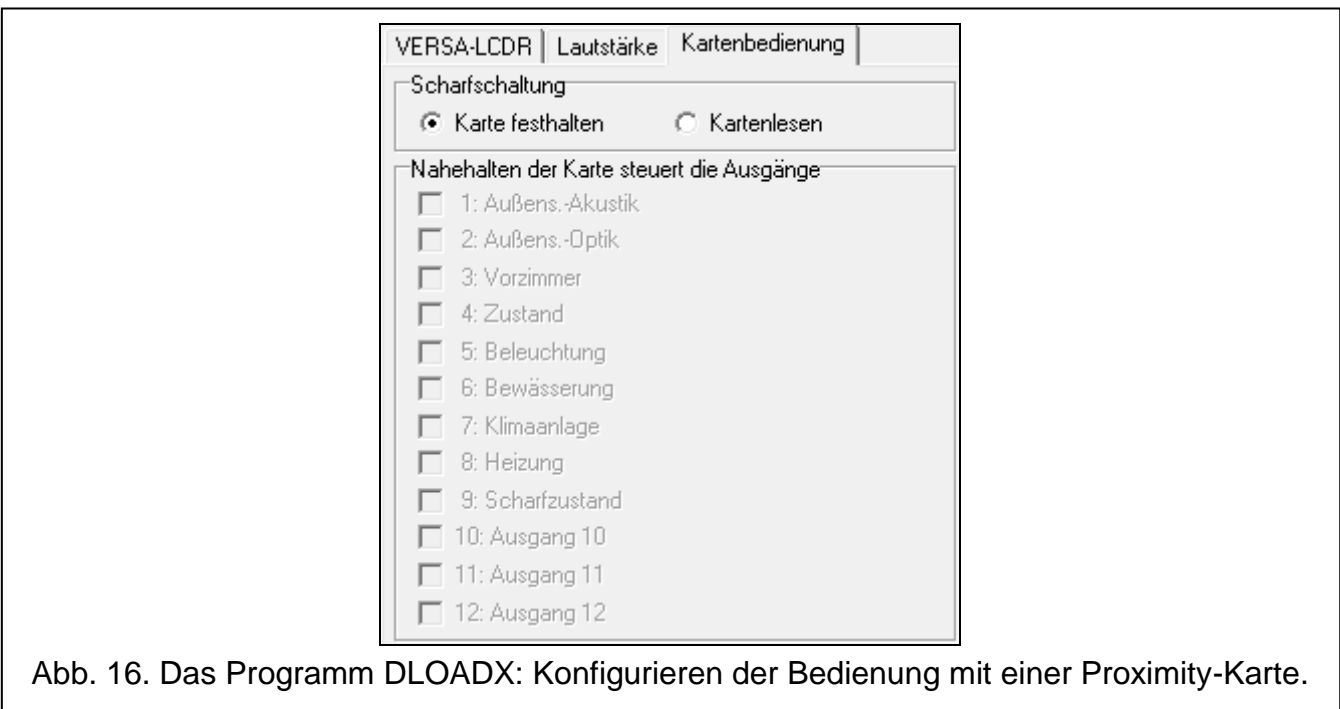 VERSA-LCDR Lautstärke Kartenbedienung
Scharfschaltung
Karte festhalten Kartenlesen
Nahehalten der Karte steuert die Ausgänge
1: Außens.-Akustik
2: Außens.-Optik
3: Vorzimmer
4: Zustand
5: Beleuchtung
6: Bewässerung
7: Klimaanlage
8: Heizung
9: Scharfzustand
10: Ausgang 10
11: Ausgang 11
12: Ausgang 12
Abb. 16. Das Programm DLOADX: Konfigurieren der Bedienung mit einer Proximity-Karte.